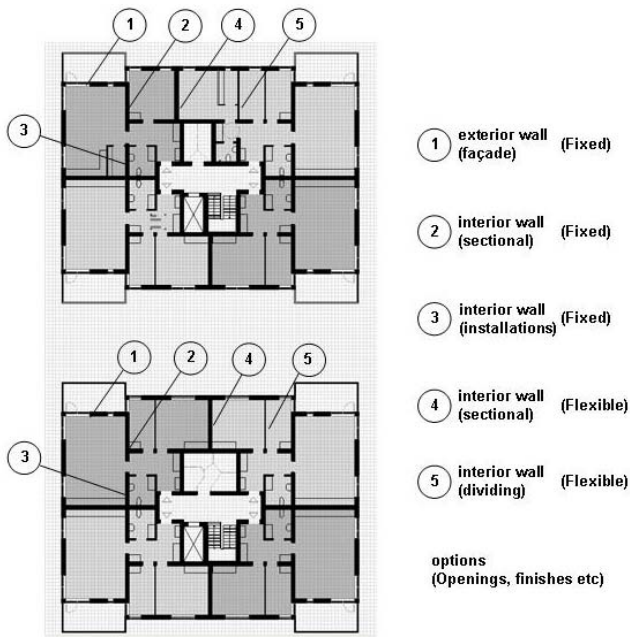 1 2 4 5
3
1 exterior wall (Fixed)
(façade)
2 interior wall (Fixed)
(sectional)
3 interior wall (Fixed)
(installations)
1 2 4 5
3
4 interior wall (Flexible)
(sectional)
5 interior wall (Flexible)
(dividing)
options
(Openings, finishes etc)